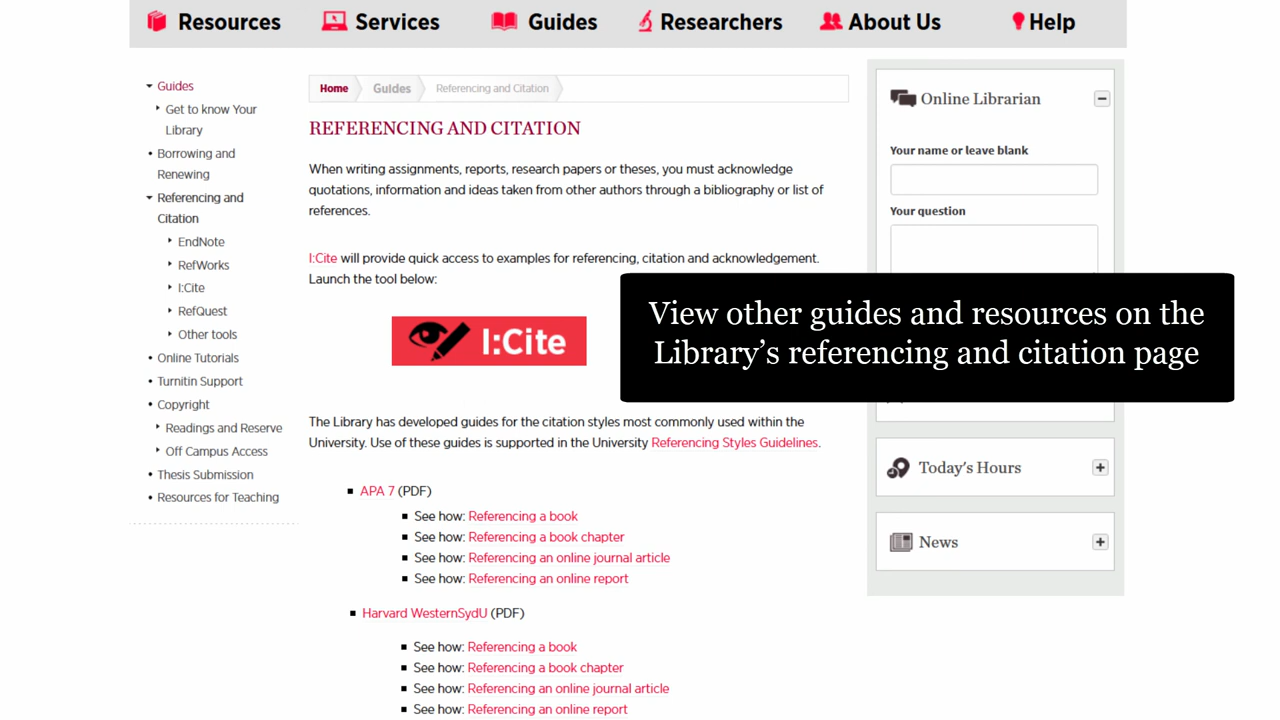 Resources Services Guides Researchers About Us Help
Guides
Get to know Your
Library
Borrowing and
Renewing
Referencing and
Citation
EndNote
RefWorks
I:Cite
RefQuest
Other tools
Online Tutorials
Turnitin Support
Copyright
Readings and Reserve
Off Campus Access
Thesis Submission
Resources for Teaching
Home Guides Referencing and Citation
REFERENCING AND CITATION
When writing assignments, reports, research papers or theses, you must acknowledge
quotations, information and ideas taken from other authors through a bibliography or list of
references.
I:Cite will provide quick access to examples for referencing, citation and acknowledgement.
Launch the tool below:
I:Cite
The Library has developed guides for the citation styles most commonly used within the
University. Use of these guides is supported in the University Referencing Styles Guidelines.
APA 7 (PDF)
See how: Referencing a book
See how: Referencing a book chapter
See how: Referencing an online journal article
See how: Referencing an online report
Harvard WesternSydU (PDF)
See how: Referencing a book
See how: Referencing a book chapter
See how: Referencing an online journal article
See how: Referencing an online report
Online Librarian
Your name or leave blank
Your question
View other guides and resources on the
Library’s referencing and citation page
Today's Hours
News